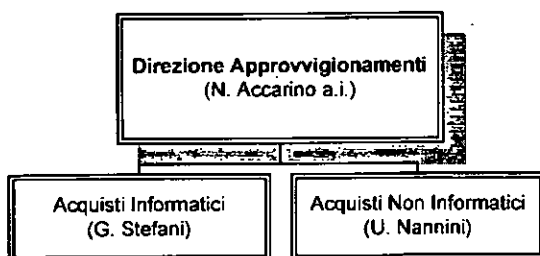 Direzione Approvvigionamenti
(N. Accarino a.i.)
Acquisti Informatici
(G. Stefani)
Acquisti Non Informatici
(U. Nannini)